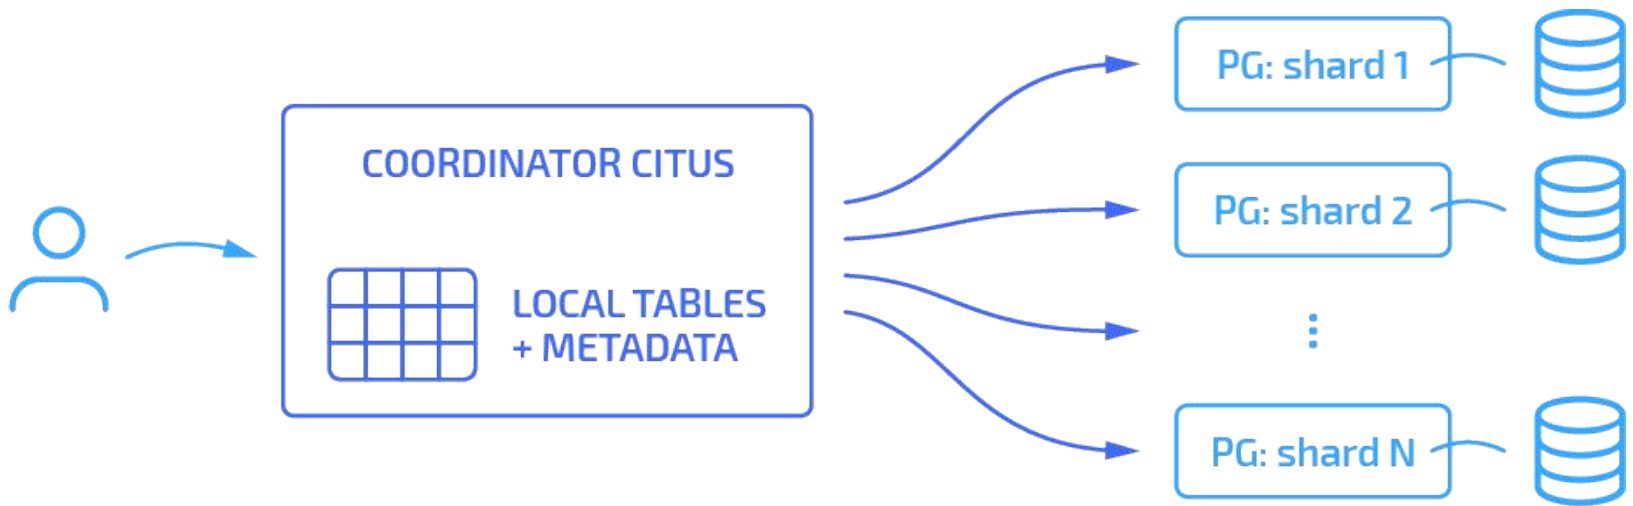 COORDINATOR CITUS
LOCAL TABLES
+ METADATA
PG: shard 1
PG: shard 2
PG: shard N